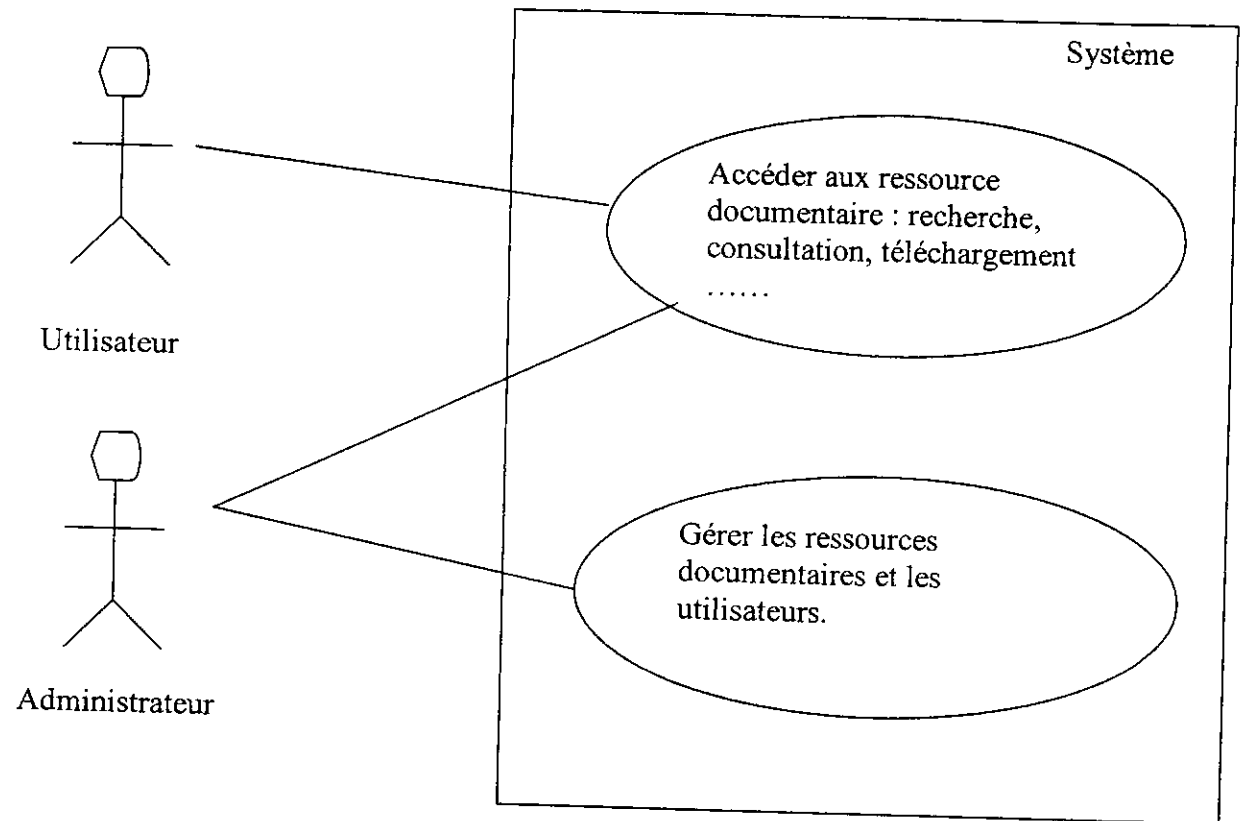 Système
Accéder aux ressource
documentaire : recherche,
consultation, téléchargement
……
Utilisateur
Gérer les ressources
documentaires et les
utilisateurs.
Administrateur